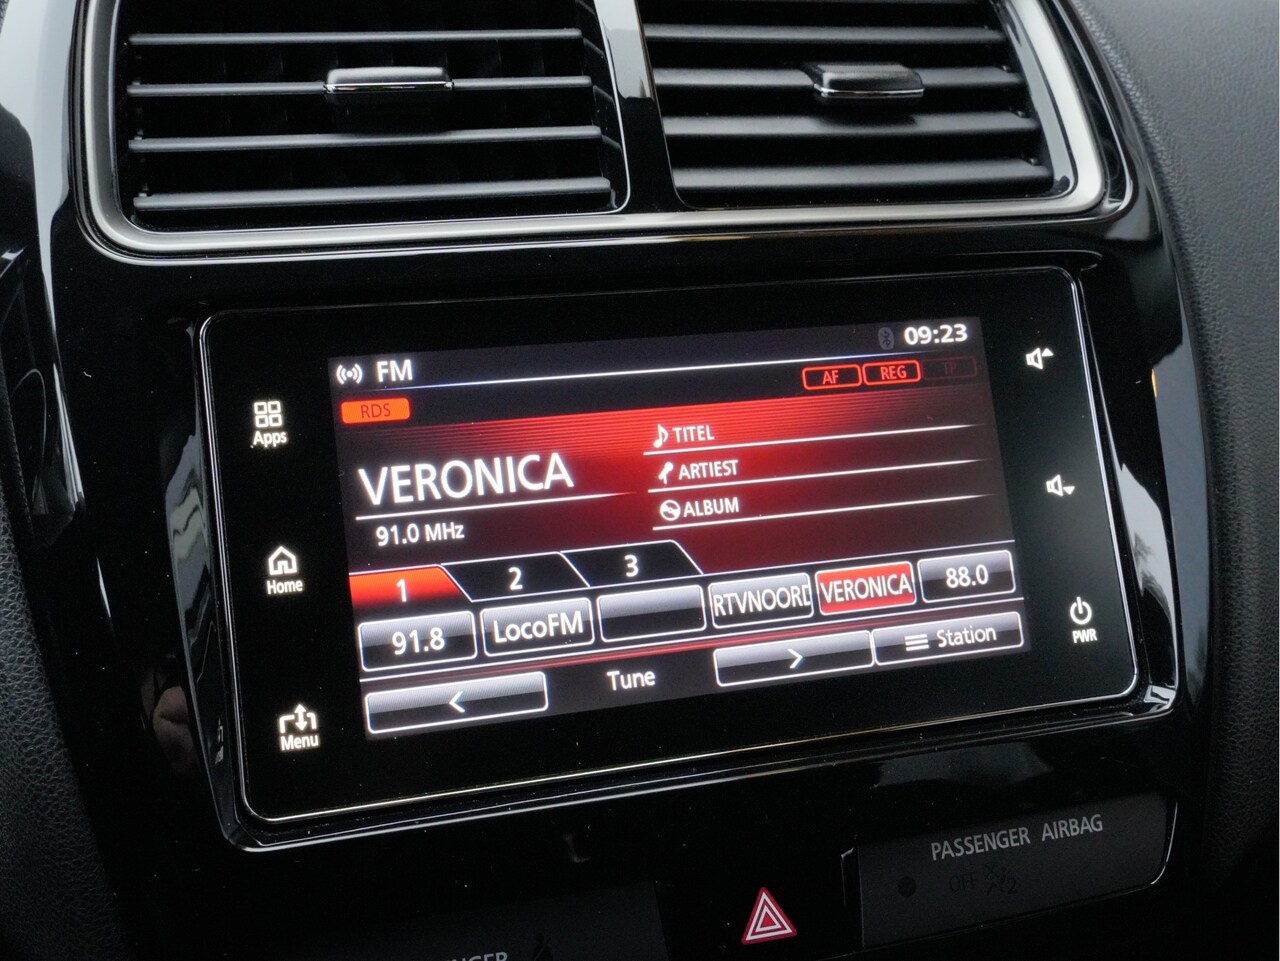 FM
09:23
AF REG TP
RDS
VERONICA
91.0 MHz
TITEL
ARTIEST
ALBUM
1 2 3
91.8 LocoFM RTVNOORD VERONICA 88.0
< Tune > Station
Apps
Home
Menu
PWR
PASSENGER AIRBAG
OFF